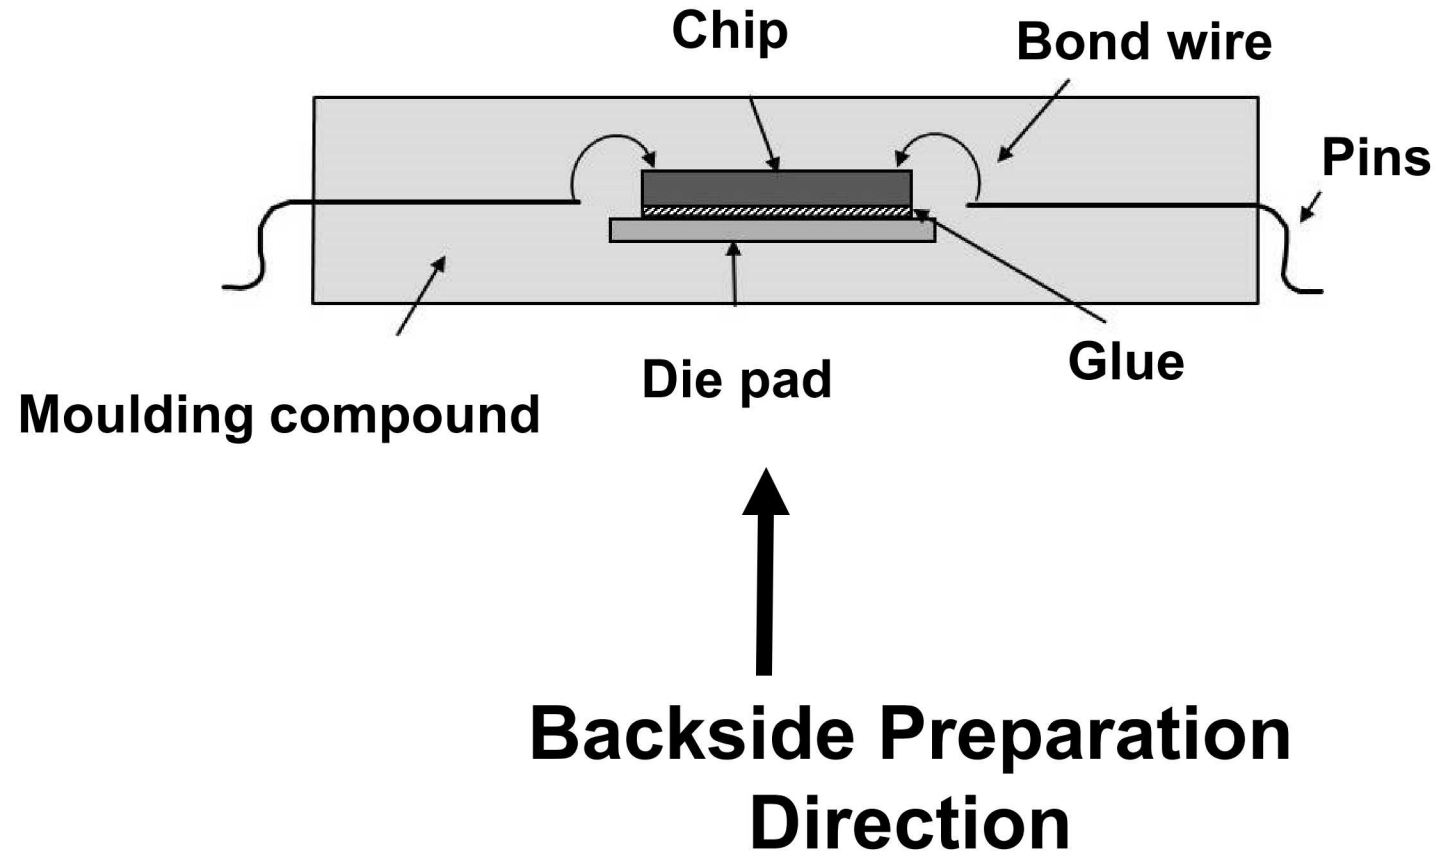 Chip
Bond wire
Pins
Glue
Die pad
Moulding compound
Backside Preparation
Direction